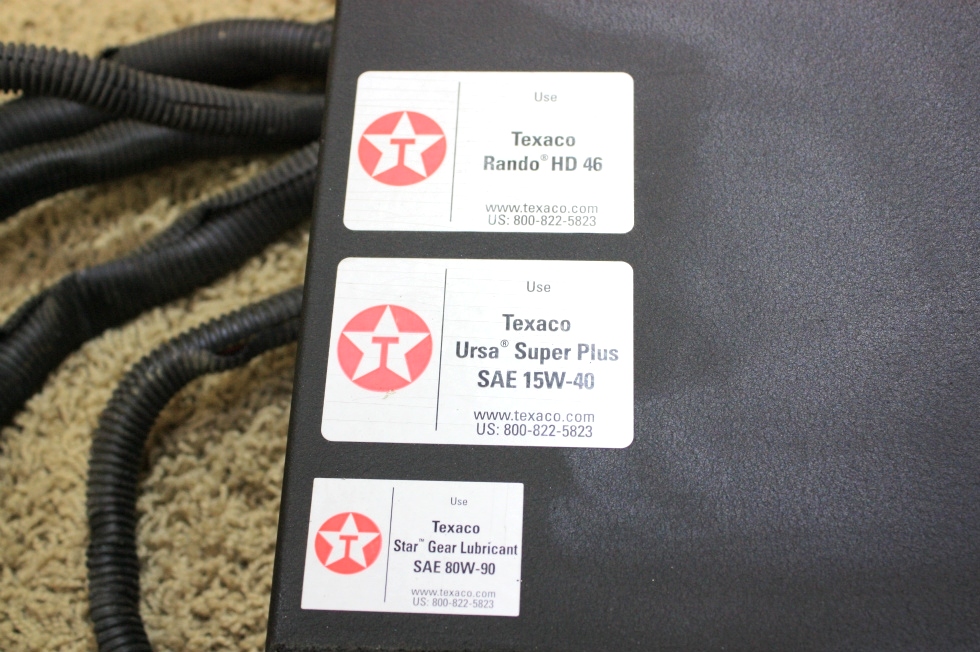 Use
Texaco
Rando® HD 46
www.texaco.com
US: 800-822-5823
T
Use
Texaco
Ursa® Super Plus
SAE 15W-40
www.texaco.com
US: 800-822-5823
T
Use
Texaco
Star™ Gear Lubricant
SAE 80W-90
www.texaco.com
US: 800-822-5823
T